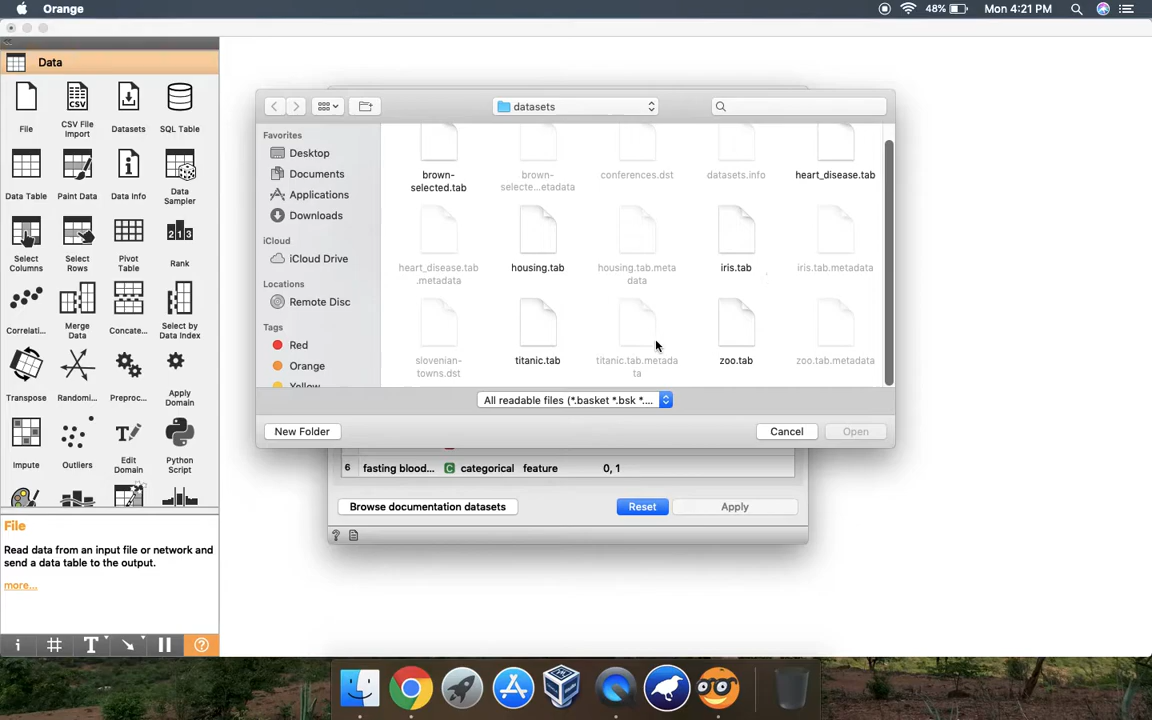 Orange
48%
Mon 4:21 PM
Data
File
CSV File
Import
Datasets
SQL Table
Data Table
Paint Data
Data Info
Data
Sampler
Select
Columns
Select
Rows
Pivot
Table
Rank
Correlati...
Merge
Data
Concate...
Select by
Data Index
Transpose
Randomi...
Preproc...
Apply
Domain
Impute
Outliers
Edit
Domain
Python
Script
File
Read data from an input file or network and
send a data table to the output.
more...
datasets
Favorites
Desktop
Documents
Applications
Downloads
iCloud
iCloud Drive
Locations
Remote Disc
Tags
Red
Orange
Yellow
brown-
selected.tab
brown-
selecte...etadata
conferences.dst
datasets.info
heart_disease.tab
heart_disease.tab
.metadata
housing.tab
housing.tab.meta
data
iris.tab
iris.tab.metadata
slovenian-
towns.dst
titanic.tab
titanic.tab.metada
ta
zoo.tab
zoo.tab.metadata
All readable files (*.basket *.bsk *....
New Folder
Cancel
Open
6 fasting blood... C categorical feature 0, 1
Browse documentation datasets
Reset
Apply